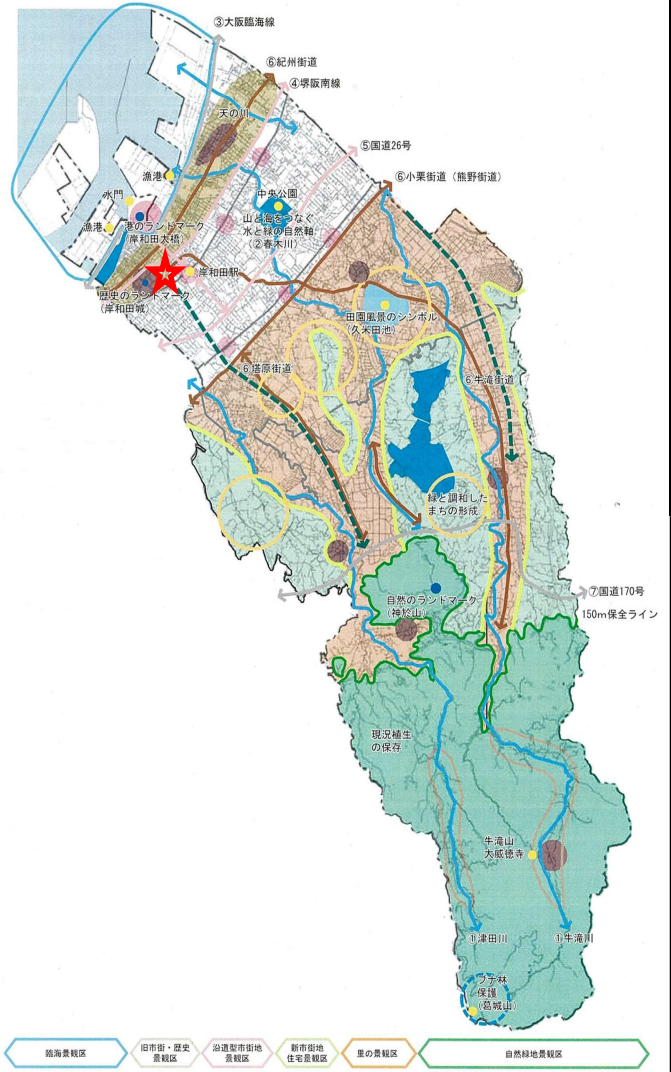 ③大阪臨海線
⑥紀州街道
④堺阪南線
天の川
⑤国道26号
漁港
⑥小栗街道（熊野街道）
水門
中央公園
漁港
港のランドマーク
（岸和田大橋）
山と海をつなぐ
水と緑の自然軸
（②春木川）
岸和田駅
歴史のランドマーク
（岸和田城）
田園風景のシンボル
（久米田池）
6.塔原街道
6.牛滝街道
緑と調和した
まちの形成
⑦国道170号
自然のランドマーク
（神於山）
150m保全ライン
現況植生
の保存
牛滝山
大威徳寺
①津田川
①牛滝川
ブナ林
保護
（葛城山）
臨海景観区
旧市街・歴史
景観区
沿道型市街地
景観区
新市街地
住宅景観区
里の景観区
自然緑地景観区